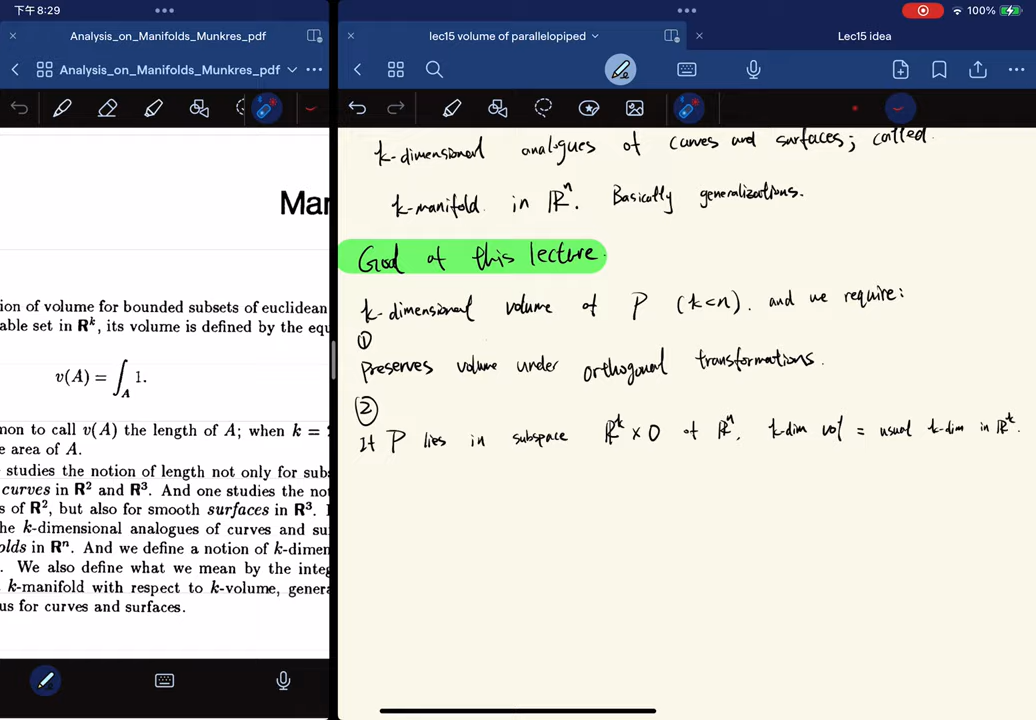 下午8:29
100%
Analysis_on_Manifolds_Munkres_pdf
Analysis_on_Manifolds_Munkres_pdf
Man
ion of volume for bounded subsets of euclidean
able set in R^k, its volume is defined by the equ
v(A) = ∫_A 1.
mon to call v(A) the length of A; when k = 2
e area of A.
studies the notion of length not only for subs
curves in R2 and R3. And one studies the not
s of R2, but also for smooth surfaces in R3. I
he k-dimensional analogues of curves and su
olds in R^n. And we define a notion of k-dimen
. We also define what we mean by the integ
k-manifold with respect to k-volume, gener
us for curves and surfaces.
lec15 volume of parallelopiped
Lec15 idea
k-dimensional analogues of curves and surfaces; called
k-manifold in ℝ^n. Basically generalizations.
Goal of this lecture.
k-dimensional volume of P (k<n). and we require:
①
preserves volume under orthogonal transformations.
②
If P lies in subspace ℝ^k × 0 of ℝ^n, k-dim vol = usual k-dim in ℝ^k.